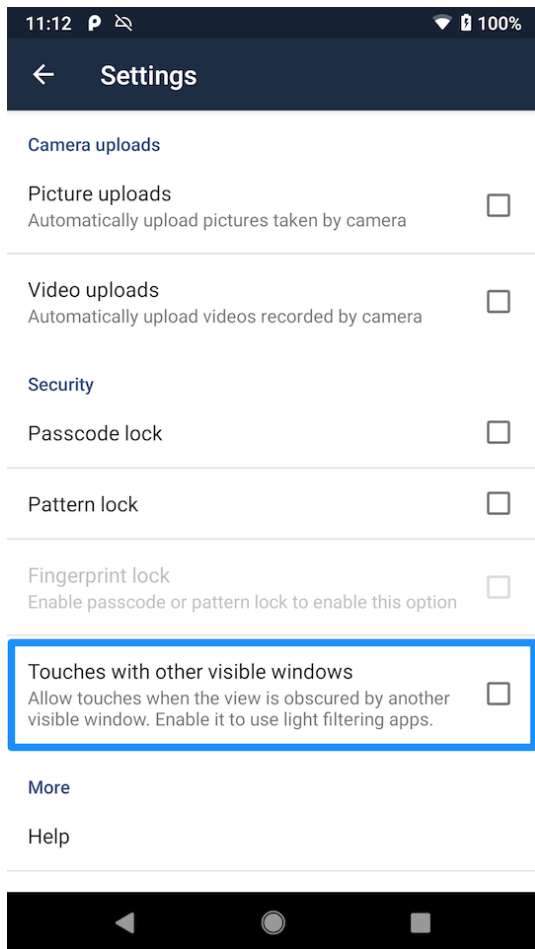 11:12 P 100%
Settings
Camera uploads
Picture uploads
Automatically upload pictures taken by camera
Video uploads
Automatically upload videos recorded by camera
Security
Passcode lock
Pattern lock
Fingerprint lock
Enable passcode or pattern lock to enable this option
Touches with other visible windows
Allow touches when the view is obscured by another
visible window. Enable it to use light filtering apps.
More
Help